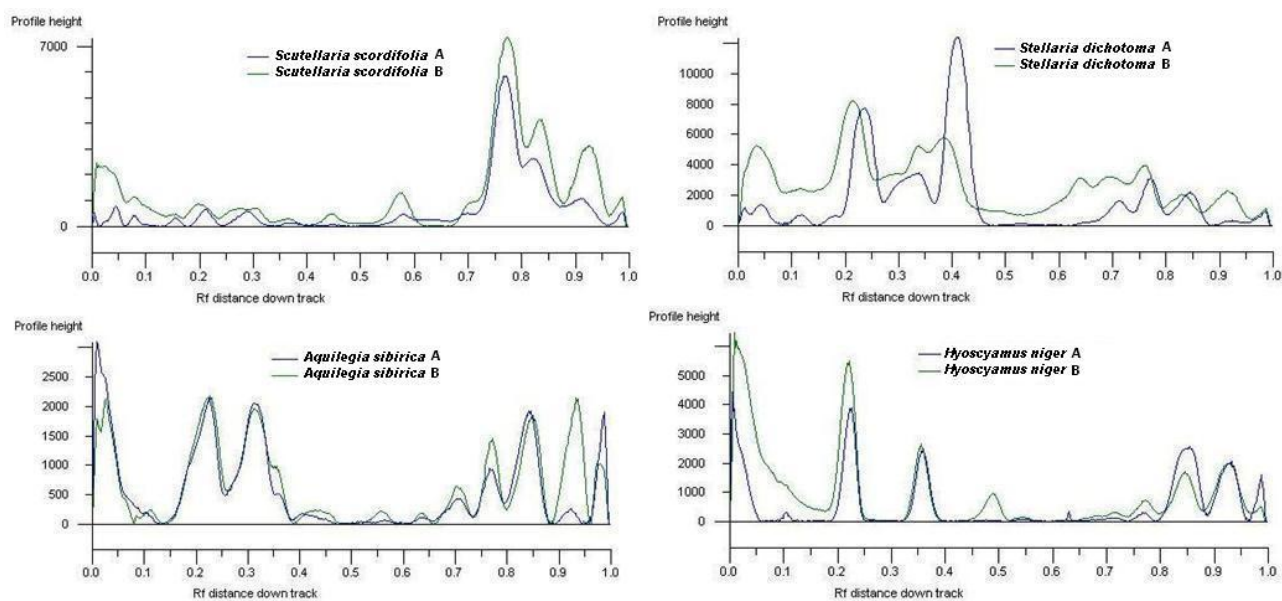 Profile height
7000
0
Scutellaria scordifolia A
Scutellaria scordifolia B
0.0 0.1 0.2 0.3 0.4 0.5 0.6 0.7 0.8 0.9 1.0
Rf distance down track
Profile height
10000
8000
6000
4000
2000
0
Stellaria dichotoma A
Stellaria dichotoma B
0.0 0.1 0.2 0.3 0.4 0.5 0.6 0.7 0.8 0.9 1.0
Rf distance down track
Profile height
2500
2000
1500
1000
500
0
Aquilegia sibirica A
Aquilegia sibirica B
0.0 0.1 0.2 0.3 0.4 0.5 0.6 0.7 0.8 0.9 1.0
Rf distance down track
Profile height
5000
4000
3000
2000
1000
0
Hyoscyamus niger A
Hyoscyamus niger B
0.0 0.1 0.2 0.3 0.4 0.5 0.6 0.7 0.8 0.9 1.0
Rf distance down track